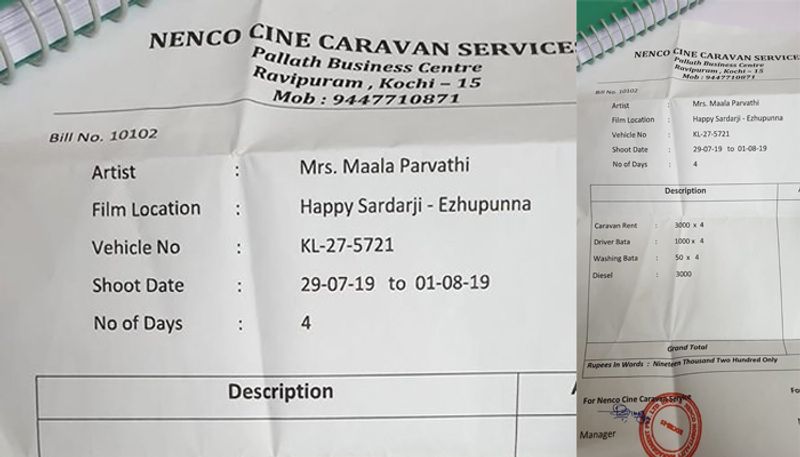 NENCO CINE CARAVAN SERVICE
Pallath Business Centre
Ravipuram , Kochi – 15
Mob : 9447710871
Bill No. 10102
Artist : Mrs. Maala Parvathi
Film Location : Happy Sardarji - Ezhupunna
Vehicle No : KL-27-5721
Shoot Date : 29-07-19 to 01-08-19
No of Days : 4
Description
NENCO CINE CARAVAN SERVICE
Pallath Business Centre
Ravipuram , Kochi – 15
Mob : 9447710871
Bill No. 10102
Artist : Mrs. Maala Parvathi
Film Location : Happy Sardarji - Ezhupunna
Vehicle No : KL-27-5721
Shoot Date : 29-07-19 to 01-08-19
No of Days : 4
Description
Caravan Rent : 3000 x 4
Driver Bata : 1000 x 4
Washing Bata : 50 x 4
Diesel : 3000
Grand Total
Rupees In Words : Nineteen Thousand Two Hundred Only
For Nenco Cine Caravan Service
Manager